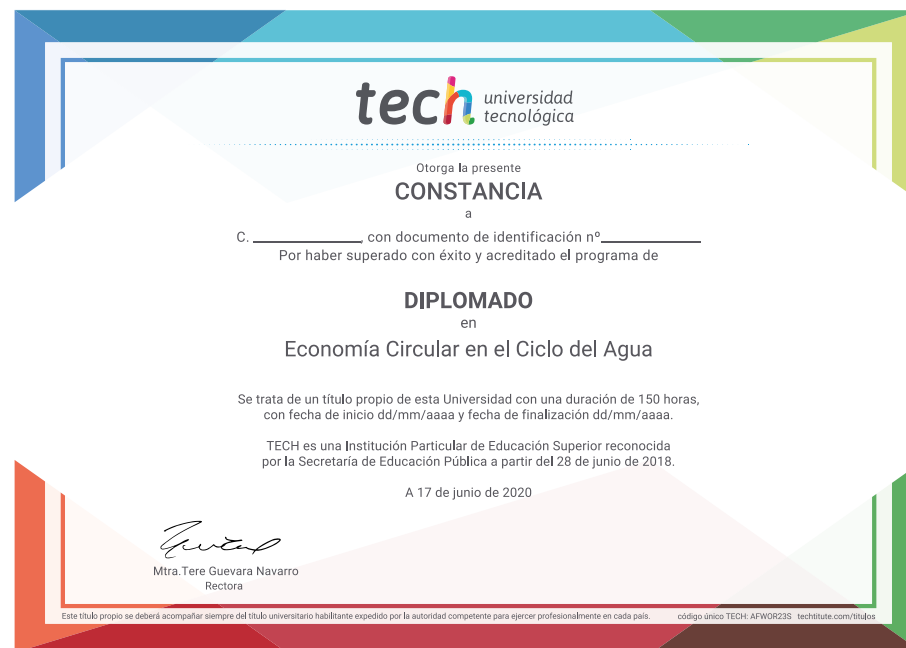 tech universidad
tecnológica
Otorga la presente
CONSTANCIA
a
C. ____________, con documento de identificación nº___________
Por haber superado con éxito y acreditado el programa de
DIPLOMADO
en
Economía Circular en el Ciclo del Agua
Se trata de un título propio de esta Universidad con una duración de 150 horas,
con fecha de inicio dd/mm/aaaa y fecha de finalización dd/mm/aaaa.
TECH es una Institución Particular de Educación Superior reconocida
por la Secretaría de Educación Pública a partir del 28 de junio de 2018.
A 17 de junio de 2020
Mtra.Tere Guevara Navarro
Rectora
Este título propio se deberá acompañar siempre del título universitario habilitante expedido por la autoridad competente para ejercer profesionalmente en cada país. código único TECH: AFWOR23S techtitute.com/titulos